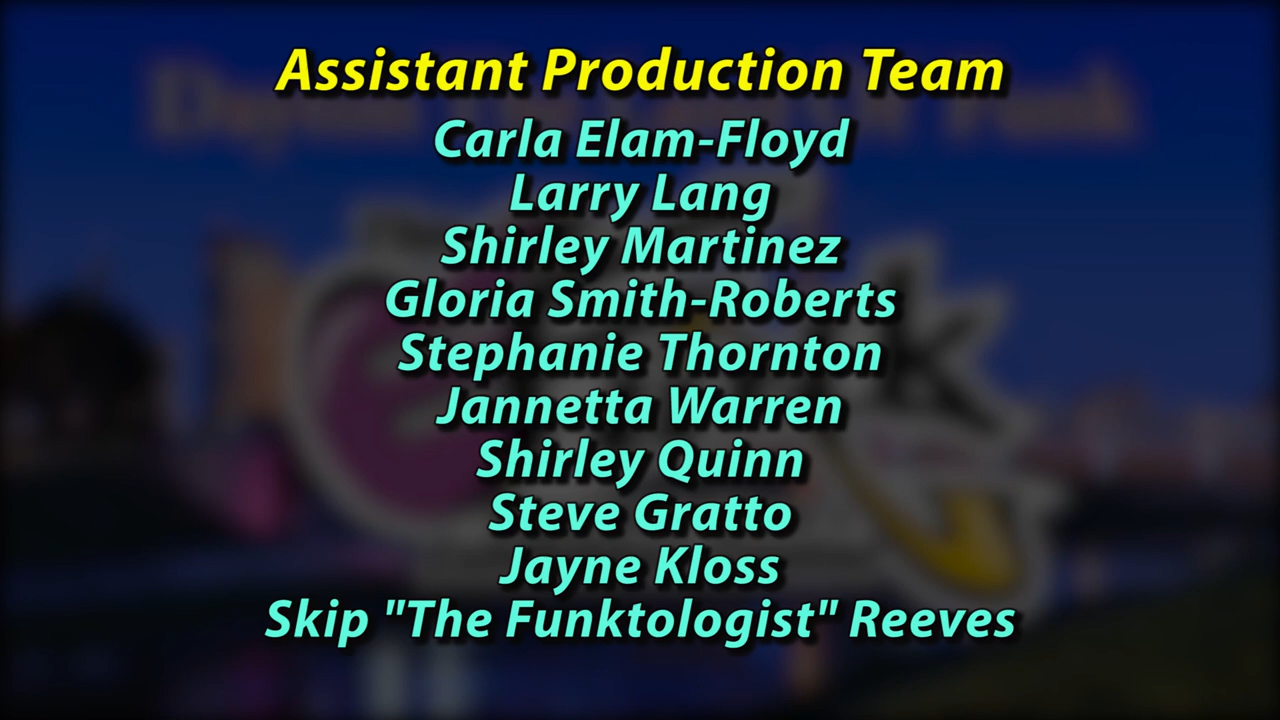 Assistant Production Team
Carla Elam-Floyd
Larry Lang
Shirley Martinez
Gloria Smith-Roberts
Stephanie Thornton
Jannetta Warren
Shirley Quinn
Steve Gratto
Jayne Kloss
Skip "The Funktologist" Reeves